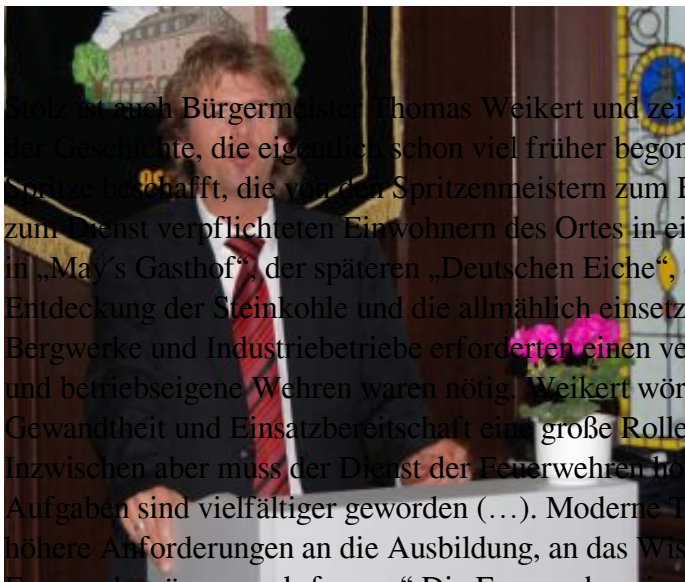 Stolz ist auch Bürgermeister Thomas Weikert und zei
der Geschichte, die eigentlich schon viel früher begon
Spritze beschafft, die von den Spritzenmeistern zum B
zum Dienst verpflichteten Einwohnern des Ortes in ei
in „May´s Gasthof“, der späteren „Deutschen Eiche“,
Entdeckung der Steinkohle und die allmählich einsetz
Bergwerke und Industriebetriebe erforderten einen ve
und betriebseigene Wehren waren nötig. Weikert wör
Gewandtheit und Einsatzbereitschaft eine große Rolle
Inzwischen aber muss der Dienst der Feuerwehren hö
Aufgaben sind vielfältiger geworden (…). Moderne T
höhere Anforderungen an die Ausbildung, an das Wis